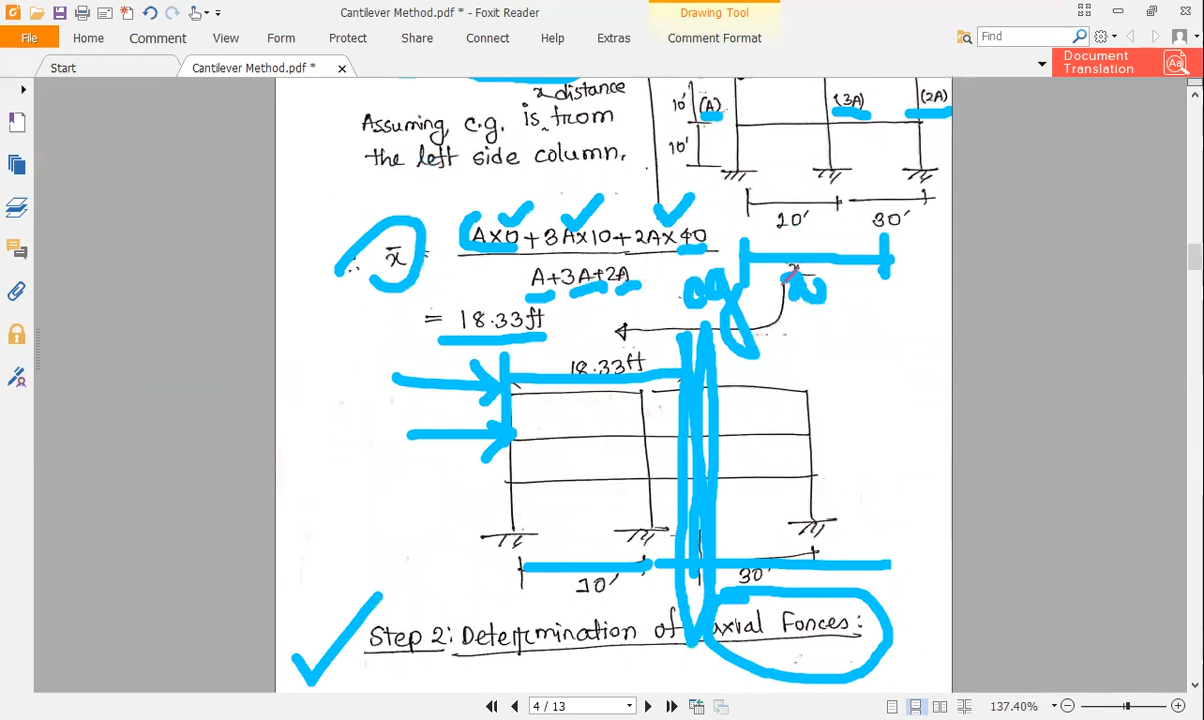 Cantilever Method.pdf * - Foxit Reader
Drawing Tool
File
Home
Comment
View
Form
Protect
Share
Connect
Help
Extras
Comment Format
Find
Start
Cantilever Method.pdf *
Document Translation
x distance
Assuming c.g. is from
the left side column.
10'
(A)
(3A)
(2A)
10'
10'
30'
∴ x̄ = A×0 + 3A×10 + 2A×40
A+3A+2A
= 18.33ft
cg
18.33ft
10'
30'
Step 2: Determination of axial Forces:
4 / 13
137.40%